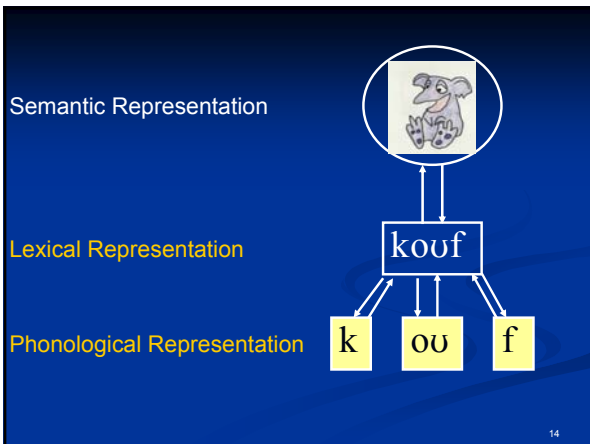 Semantic Representation
Lexical Representation
koʊf
Phonological Representation
k
oʊ
f
14